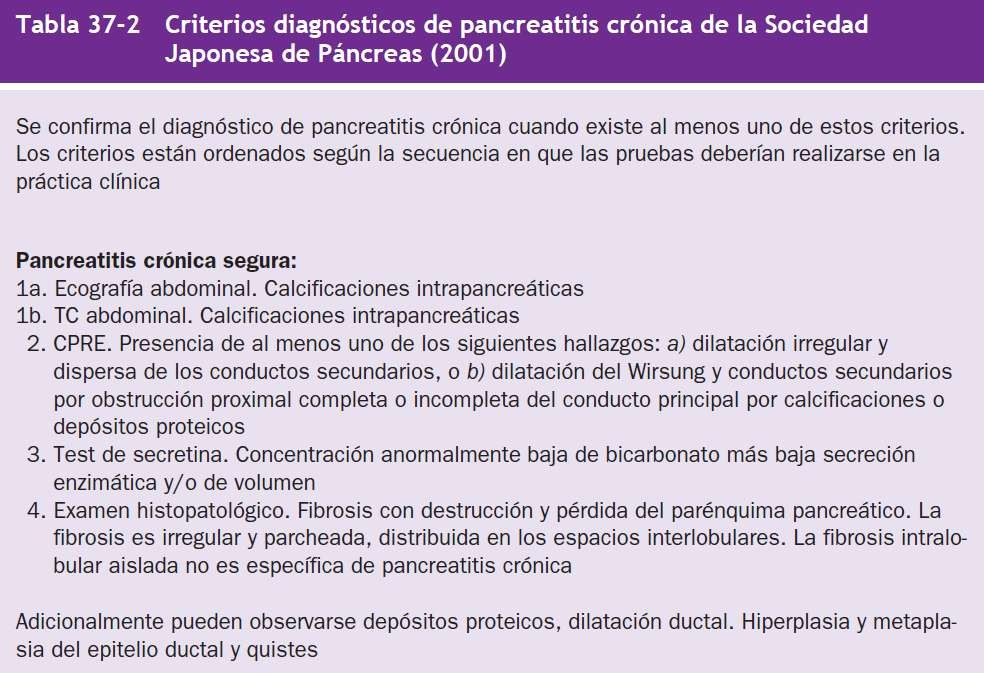 Tabla 37-2 Criterios diagnósticos de pancreatitis crónica de la Sociedad
Japonesa de Páncreas (2001)
Se confirma el diagnóstico de pancreatitis crónica cuando existe al menos uno de estos criterios.
Los criterios están ordenados según la secuencia en que las pruebas deberían realizarse en la
práctica clínica
Pancreatitis crónica segura:
1a. Ecografía abdominal. Calcificaciones intrapancreáticas
1b. TC abdominal. Calcificaciones intrapancreáticas
2. CPRE. Presencia de al menos uno de los siguientes hallazgos: a) dilatación irregular y
dispersa de los conductos secundarios, o b) dilatación del Wirsung y conductos secundarios
por obstrucción proximal completa o incompleta del conducto principal por calcificaciones o
depósitos proteicos
3. Test de secretina. Concentración anormalmente baja de bicarbonato más baja secreción
enzimática y/o de volumen
4. Examen histopatológico. Fibrosis con destrucción y pérdida del parénquima pancreático. La
fibrosis es irregular y parcheada, distribuida en los espacios interlobulares. La fibrosis intralo-
bular aislada no es específica de pancreatitis crónica
Adicionalmente pueden observarse depósitos proteicos, dilatación ductal. Hiperplasia y metapla-
sia del epitelio ductal y quistes